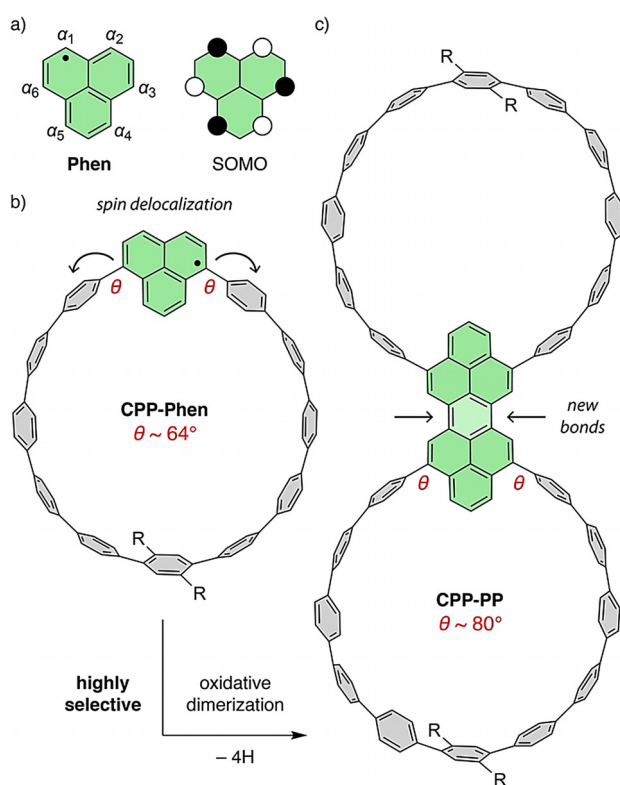 a)
α1
α2
α6
α3
α5
α4
Phen
SOMO
b)
spin delocalization
θ
θ
CPP-Phen
θ ~ 64°
R
R
highly
selective
oxidative
dimerization
– 4H
c)
R
R
new
bonds
θ
θ
CPP-PP
θ ~ 80°
R
R